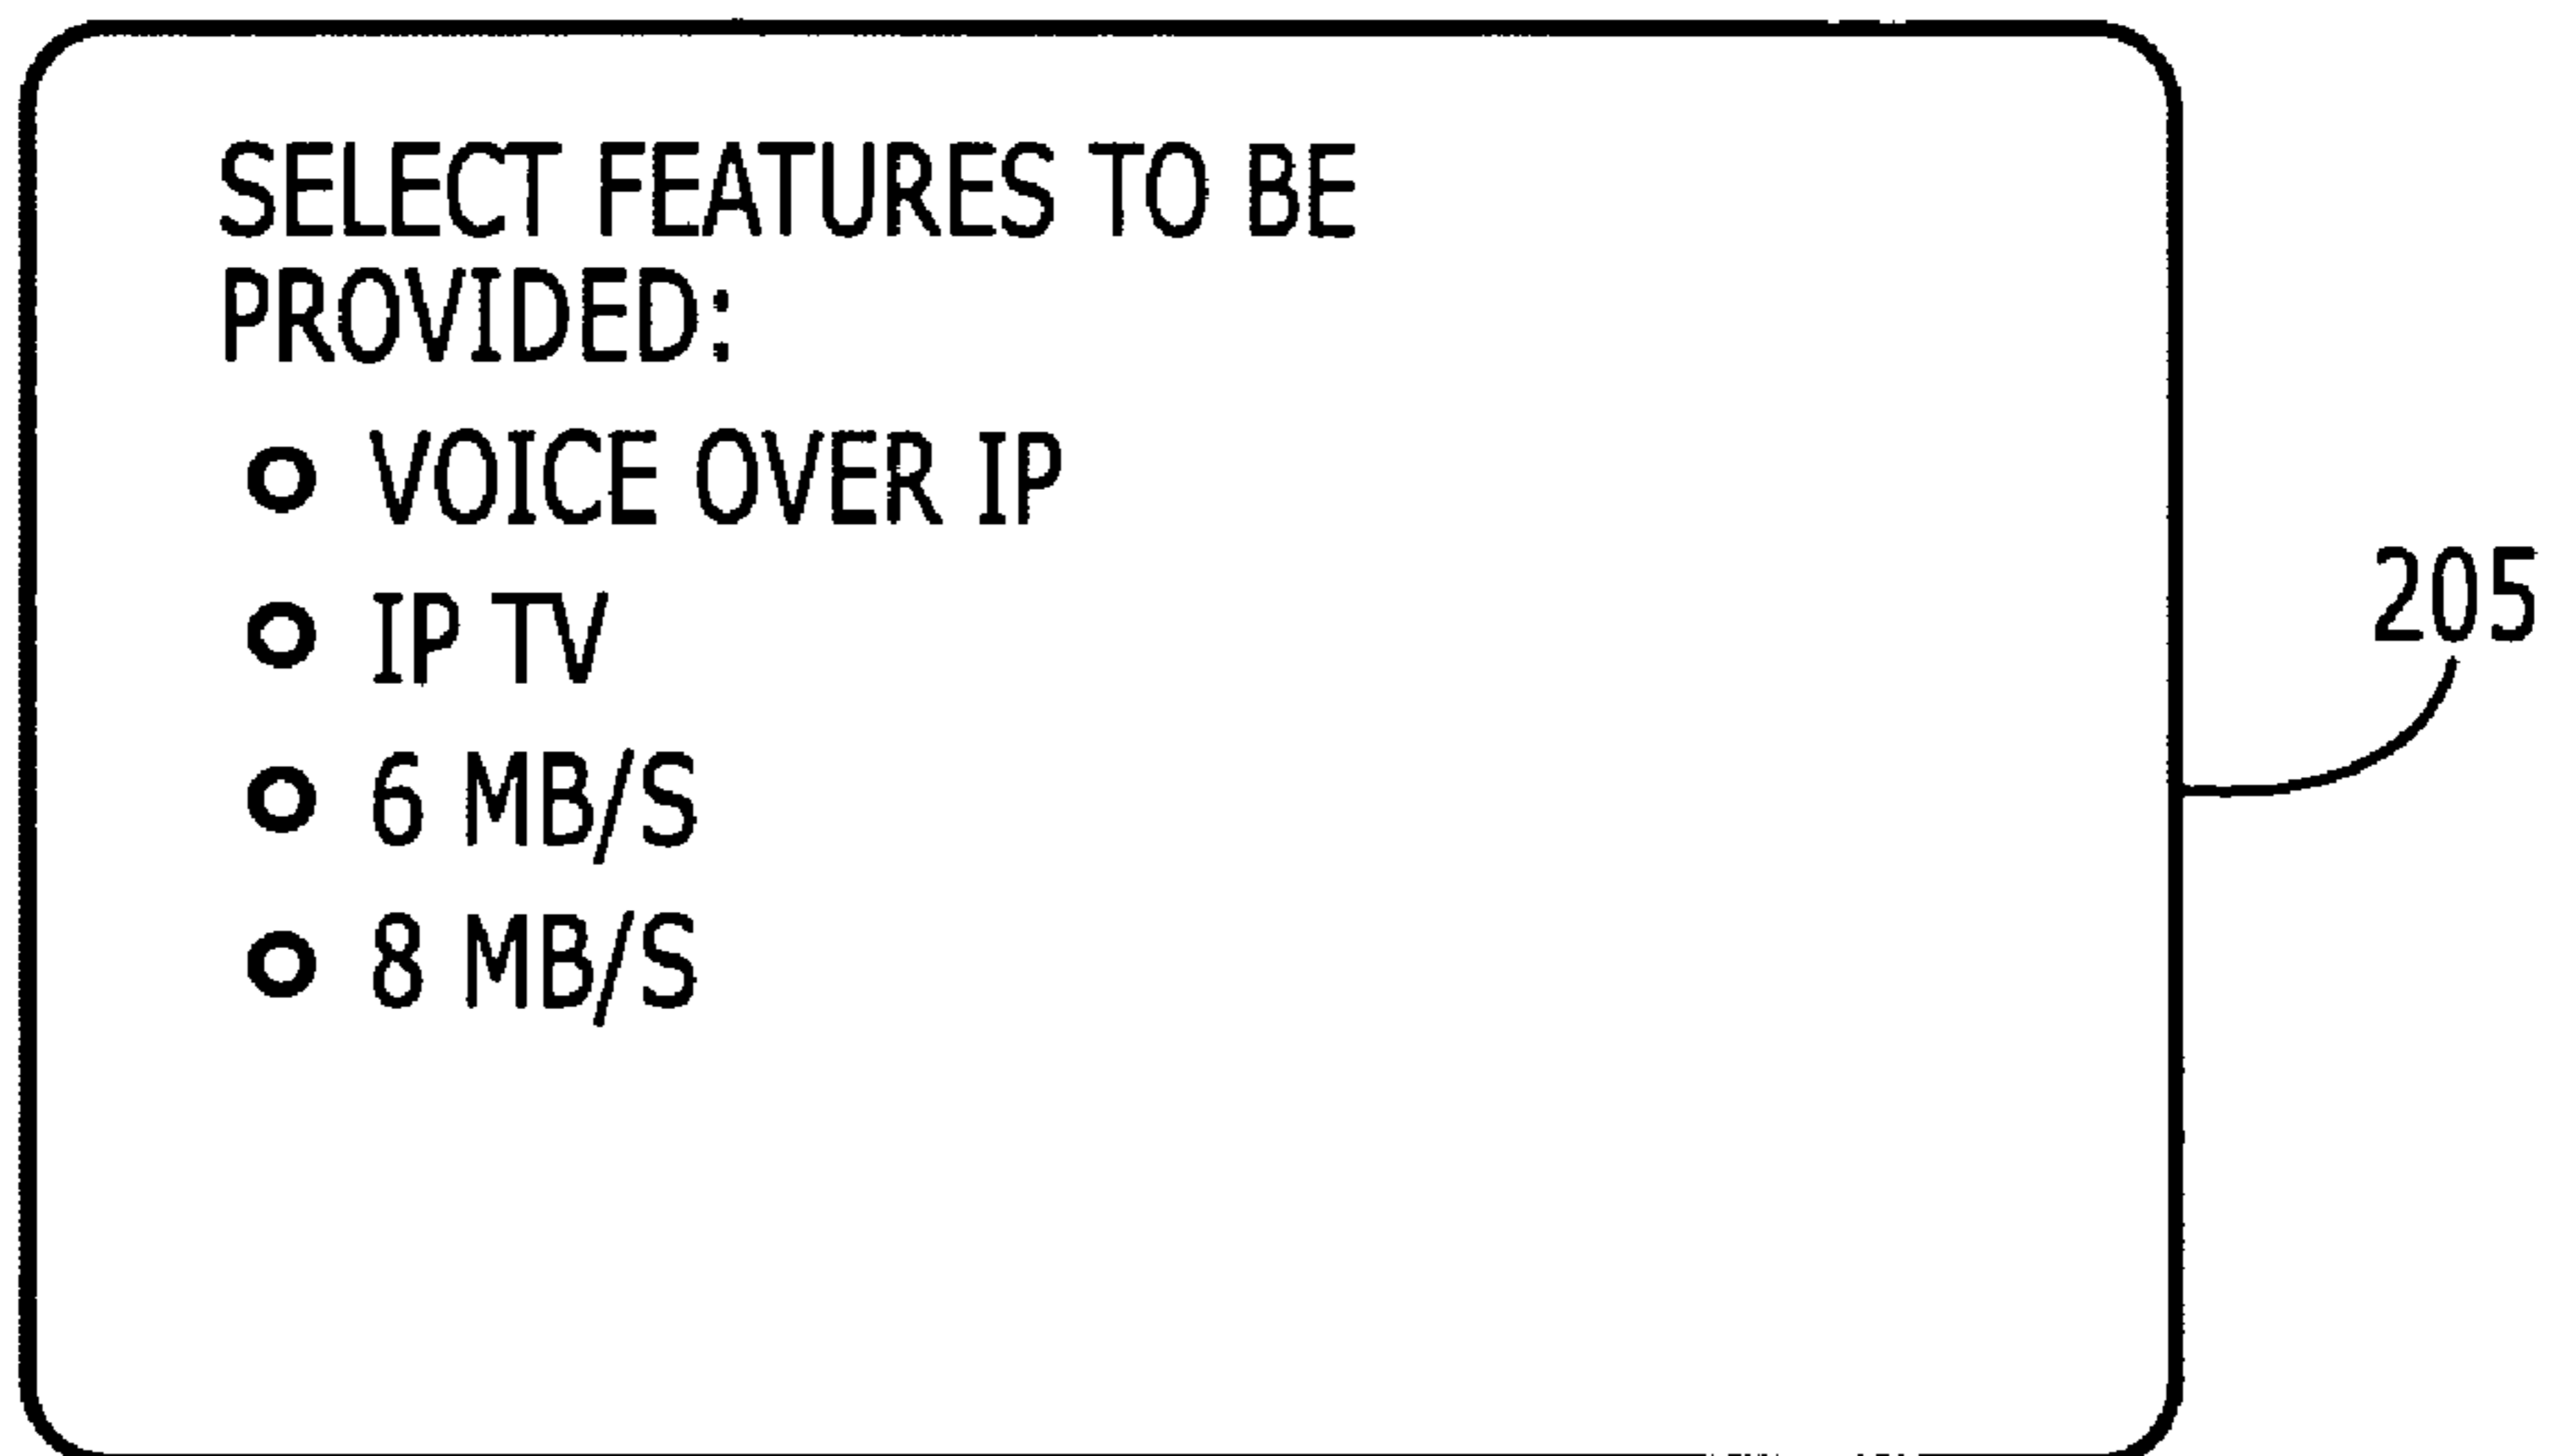 SELECT FEATURES TO BE
PROVIDED:
VOICE OVER IP
IP TV
6 MB/S
8 MB/S
205